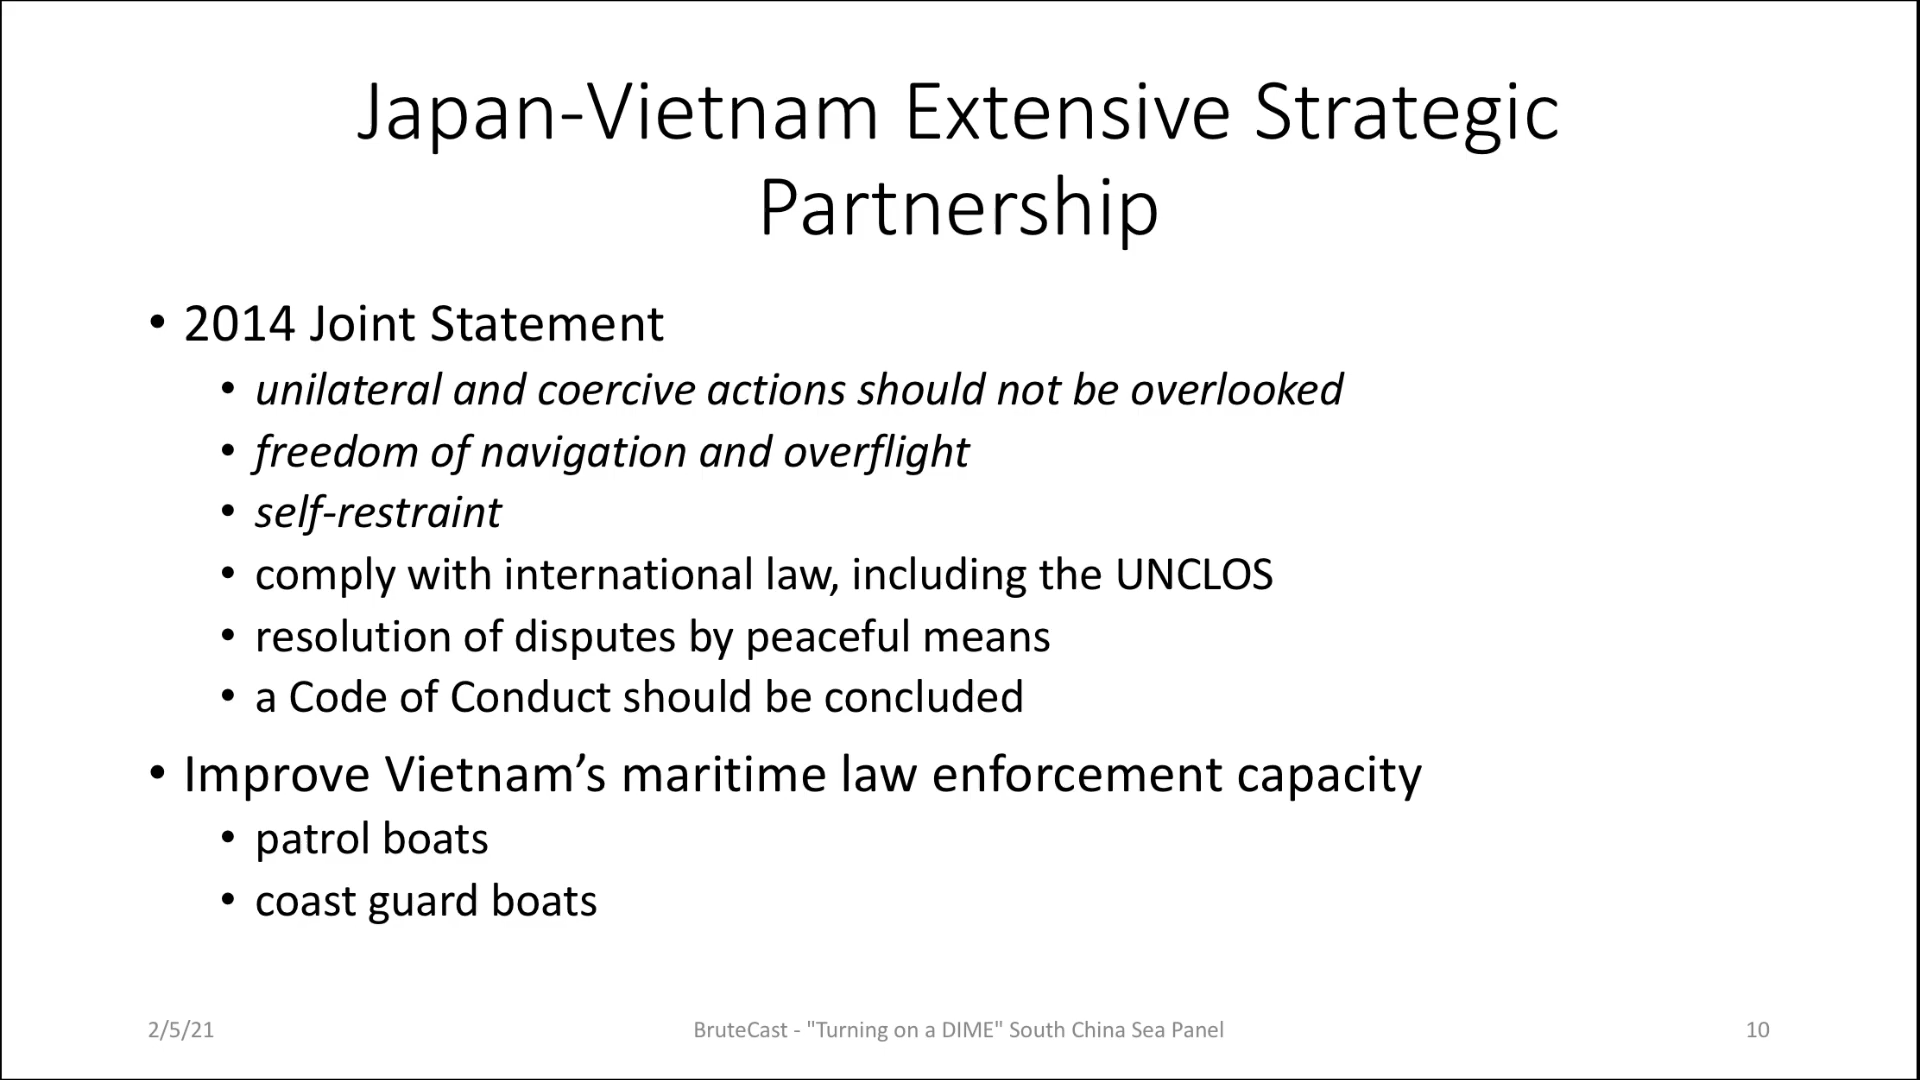 Japan-Vietnam Extensive Strategic
Partnership
• 2014 Joint Statement
• unilateral and coercive actions should not be overlooked
• freedom of navigation and overflight
• self-restraint
• comply with international law, including the UNCLOS
• resolution of disputes by peaceful means
• a Code of Conduct should be concluded
• Improve Vietnam’s maritime law enforcement capacity
• patrol boats
• coast guard boats
2/5/21
BruteCast - "Turning on a DIME" South China Sea Panel
10